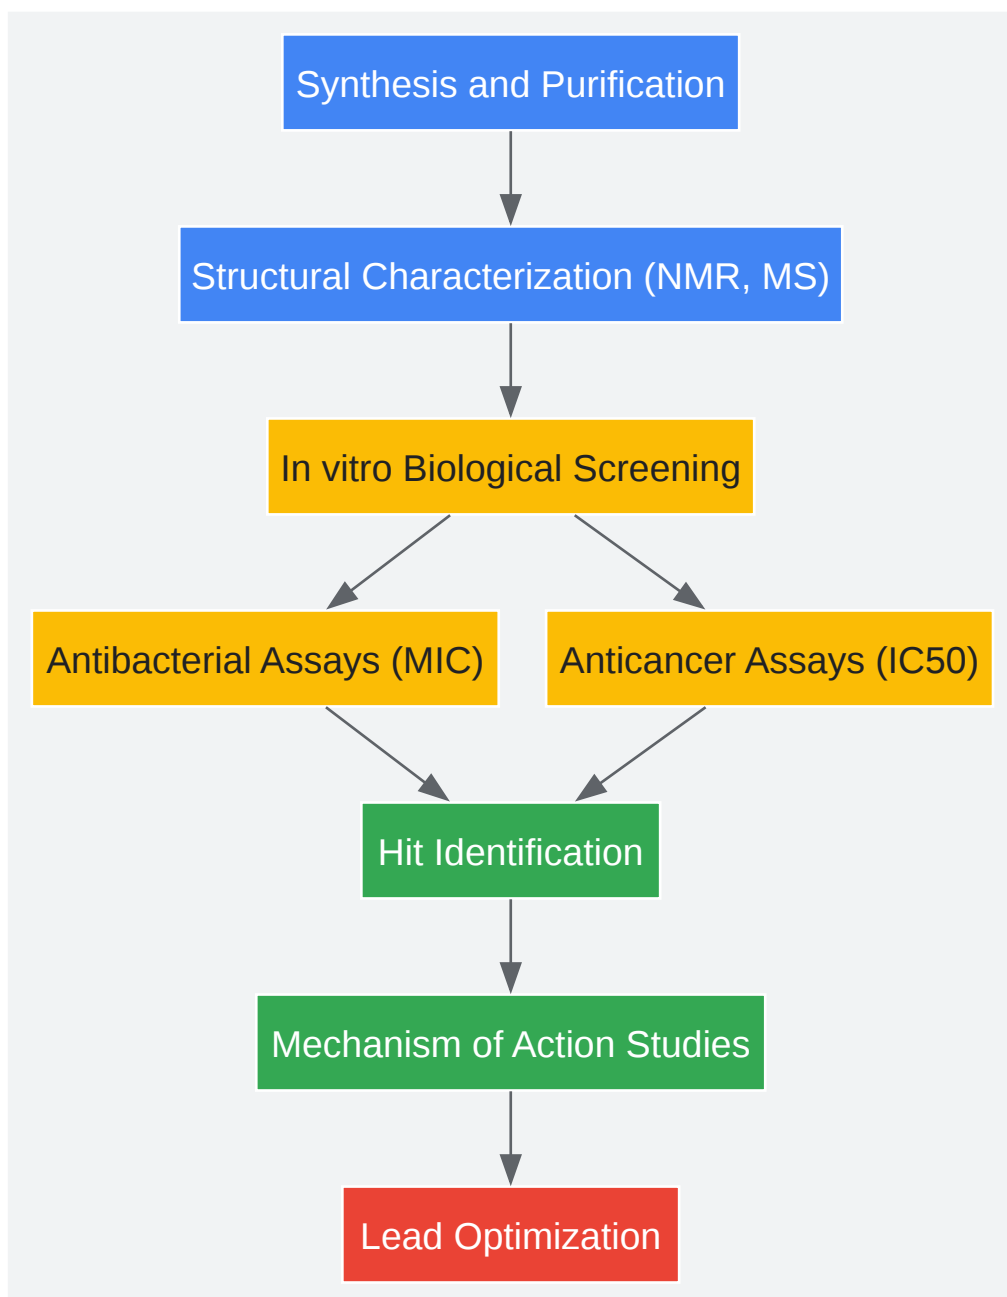 Synthesis and Purification
Structural Characterization (NMR, MS)
In vitro Biological Screening
Antibacterial Assays (MIC)
Anticancer Assays (IC50)
Hit Identification
Mechanism of Action Studies
Lead Optimization